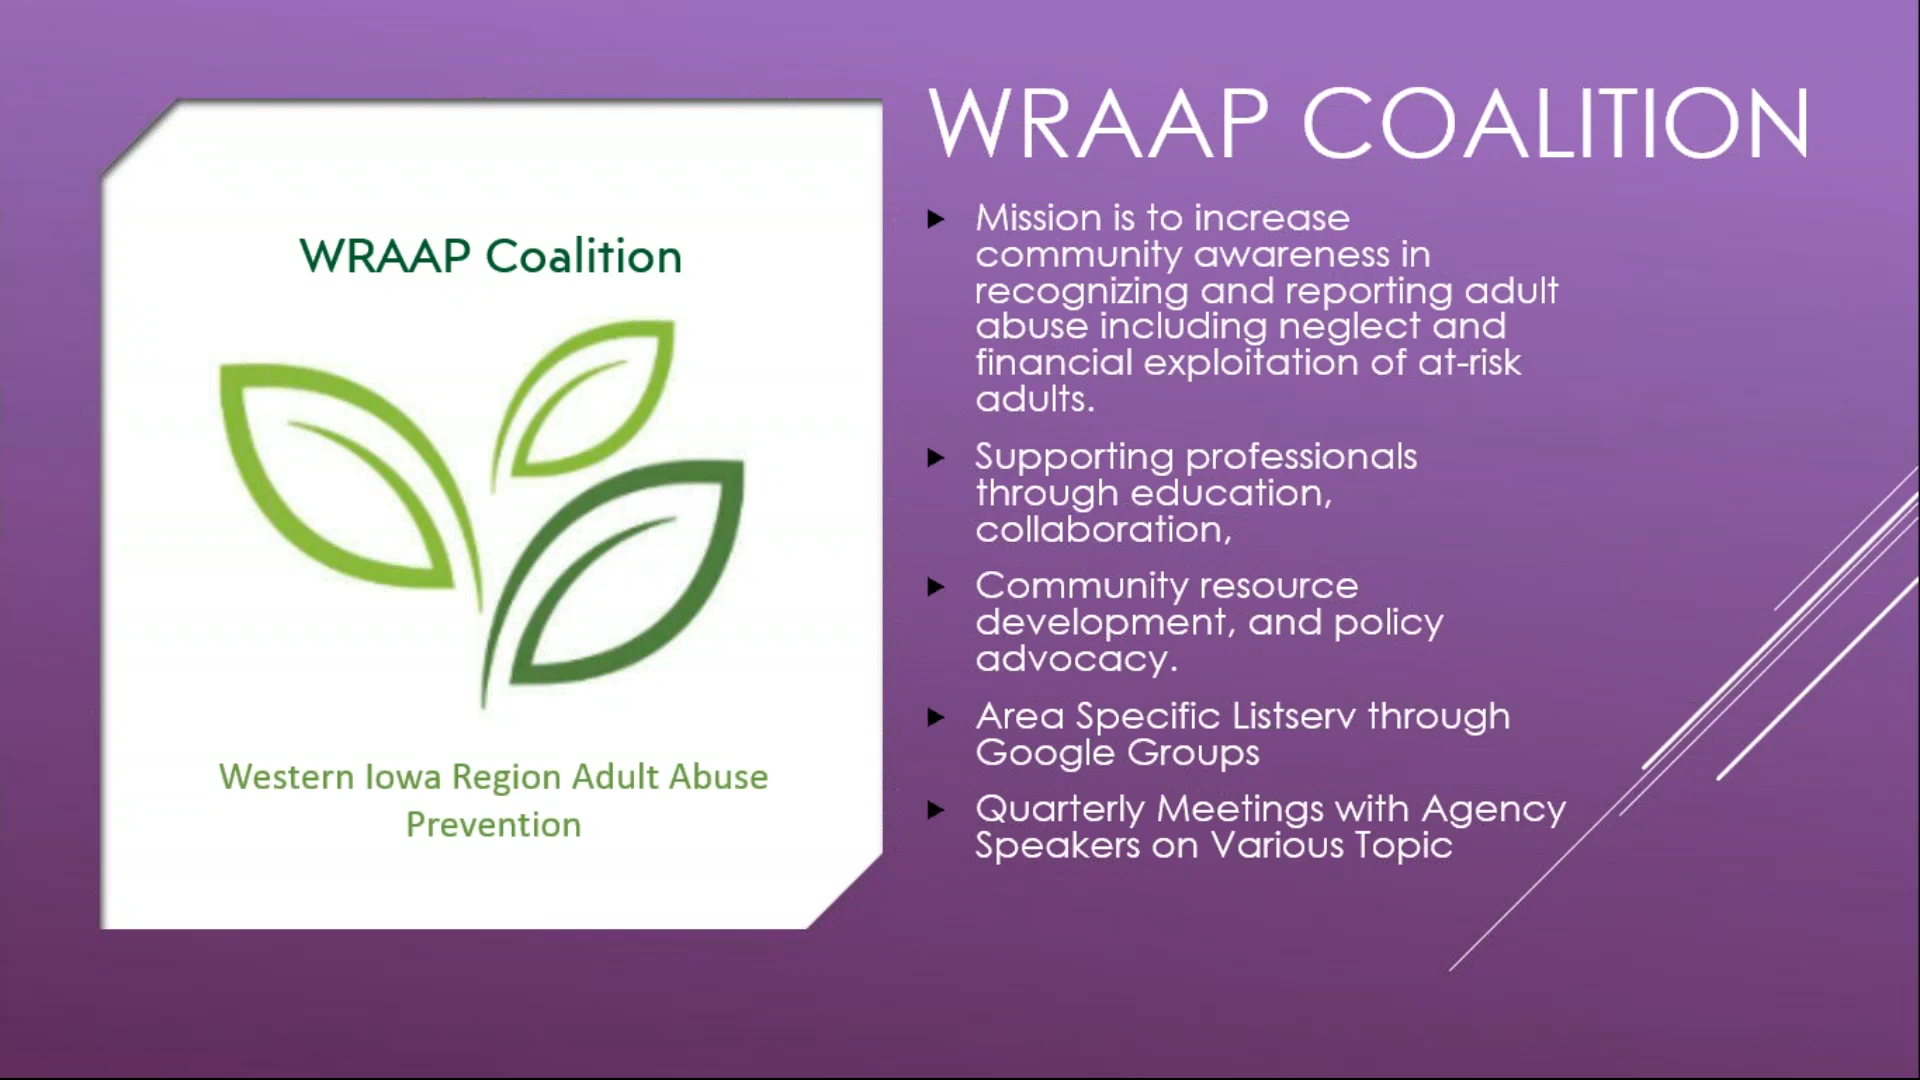 WRAAP Coalition
Western Iowa Region Adult Abuse
Prevention
WRAAP COALITION
Mission is to increase
community awareness in
recognizing and reporting adult
abuse including neglect and
financial exploitation of at-risk
adults.
Supporting professionals
through education,
collaboration,
Community resource
development, and policy
advocacy.
Area Specific Listserv through
Google Groups
Quarterly Meetings with Agency
Speakers on Various Topic